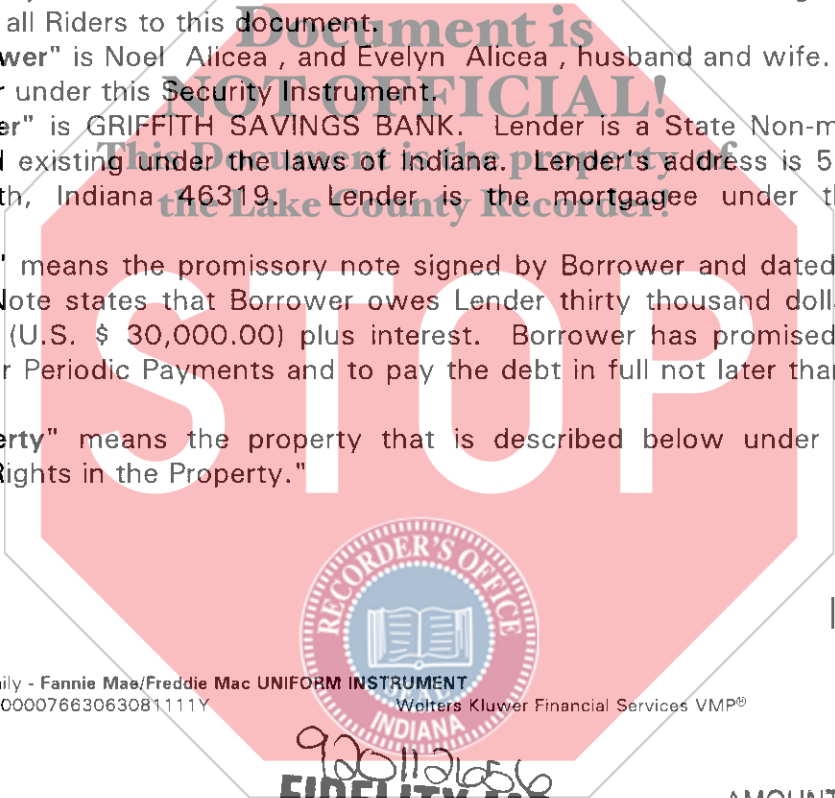 all Riders to this document.
Document is
wer" is Noel Alicea , and Evelyn Alicea , husband and wife.
NOT OFFICIAL!
under this Security Instrument.
er" is GRIFFITH SAVINGS BANK. Lender is a State Non-m
This Document is the property of
existing under the laws of Indiana. Lender's address is 5
the Lake County Recorder!
th, Indiana 46319. Lender is the mortgagee under th
" means the promissory note signed by Borrower and dated
Note states that Borrower owes Lender thirty thousand doll
(U.S. $ 30,000.00) plus interest. Borrower has promised
r Periodic Payments and to pay the debt in full not later than
STOP
erty" means the property that is described below under
Rights in the Property."
RECORDER'S OFFICE
INDIANA
ily - Fannie Mae/Freddie Mac UNIFORM INSTRUMENT
00007663063081111Y Wolters Kluwer Financial Services VMP®
920112656
FIDELITY
AMOUNT